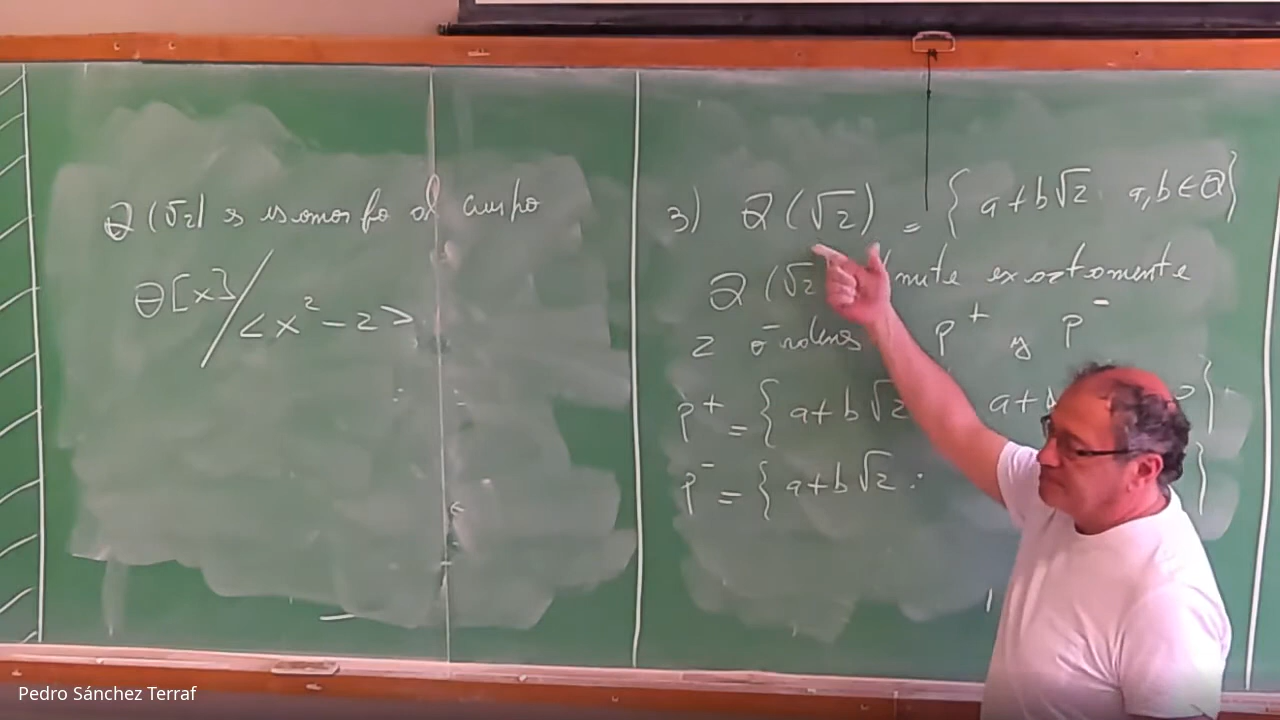 Q(√2) es isomorfo al cuerpo
Q[x]/<x² - 2>
3) Q(√2) = { a+b√2 a,b ∈ Q}
Q(√2 mite exactamente
2 órdenes P⁺ y P⁻
P⁺ = { a+b√2 a+ }
P⁻ = { a+b√2 : }
Pedro Sánchez Terraf